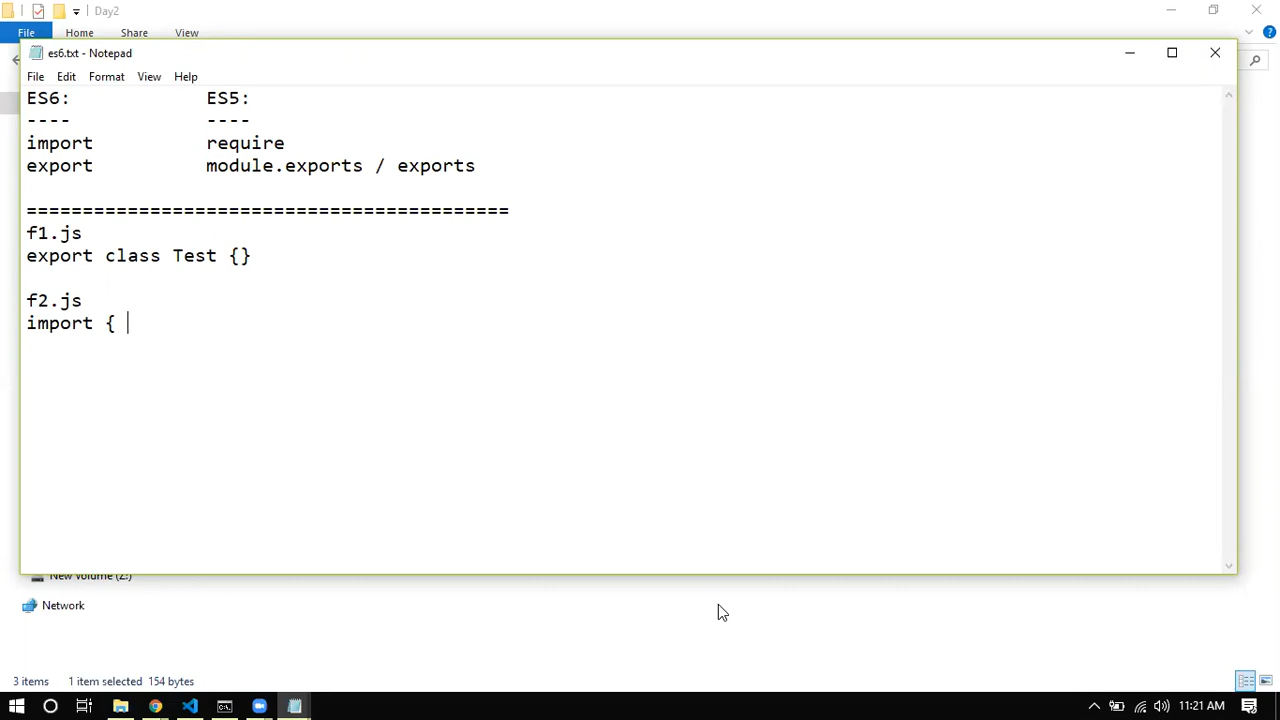 Day2
File Home Share View
es6.txt - Notepad
File Edit Format View Help
ES6: ES5:
---- ----
import require
export module.exports / exports
===========================================
f1.js
export class Test {}
f2.js
import {
New Volume (Z:)
Network
3 items 1 item selected 154 bytes
11:21 AM